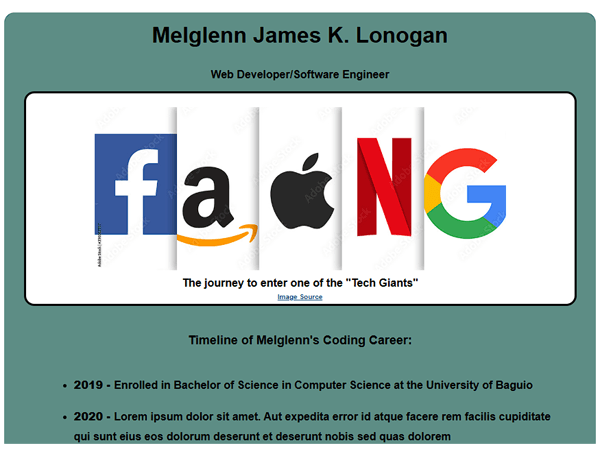 Melglenn James K. Lonogan
Web Developer/Software Engineer
The journey to enter one of the "Tech Giants"
Image Source
Timeline of Melglenn's Coding Career:
2019 - Enrolled in Bachelor of Science in Computer Science at the University of Baguio
2020 - Lorem ipsum dolor sit amet. Aut expedita error id atque facere rem facilis cupiditate
qui sunt eius eos dolorum deserunt et deserunt nobis sed quas dolorem